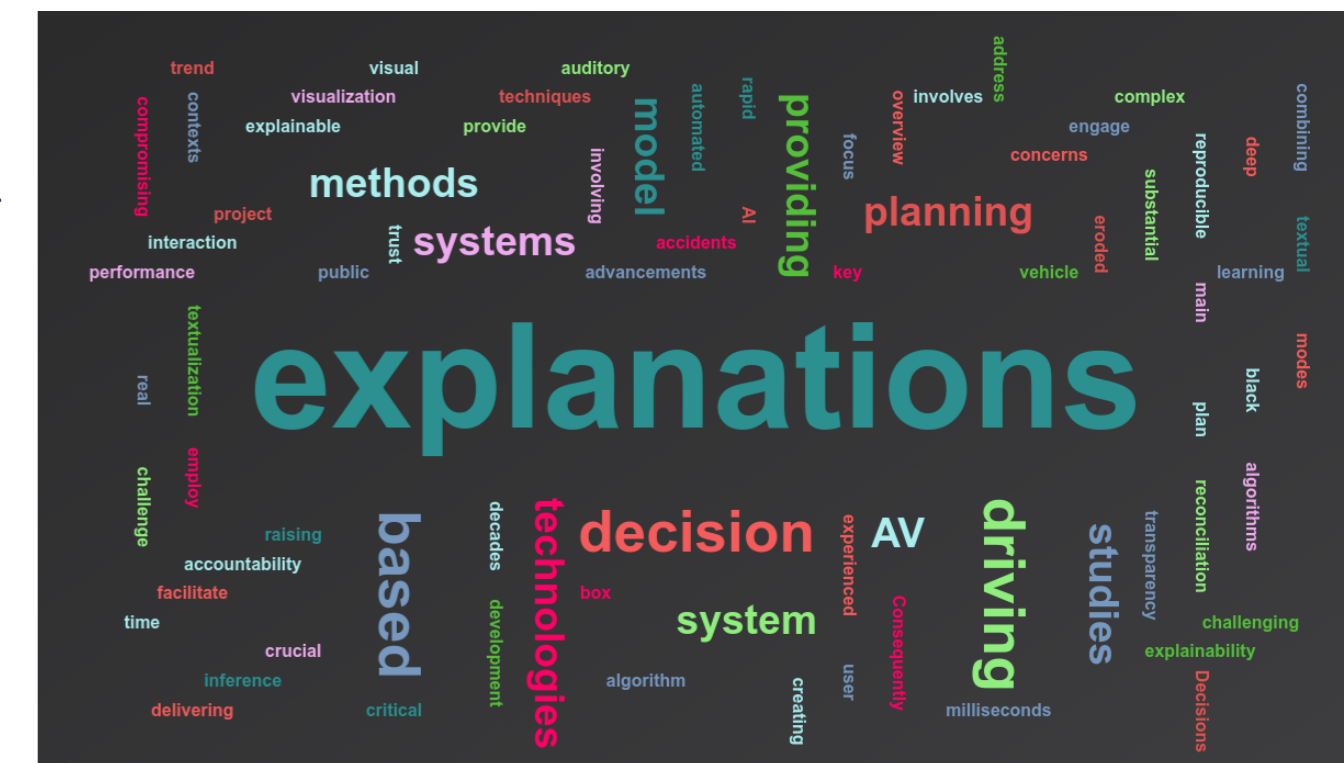 trend
visual
auditory
address
compromising
contexts
visualization
techniques
model
automated
rapid
providing
overview
involves
complex
combining
explainable
provide
focus
engage
reproducible
deep
methods
involving
concerns
substantial
project
AI
planning
eroded
textual
interaction
trust
systems
accidents
performance
public
advancements
key
vehicle
learning
main
textualization
explanations
modes
real
black
plan
employ
challenge
algorithms
reconciliation
based
decades
technologies
decision
experienced
AV
driving
studies
transparency
raising
accountability
facilitate
box
development
Consequently
time
system
challenging
crucial
explainability
inference
algorithm
creating
user
Decisions
delivering
critical
milliseconds